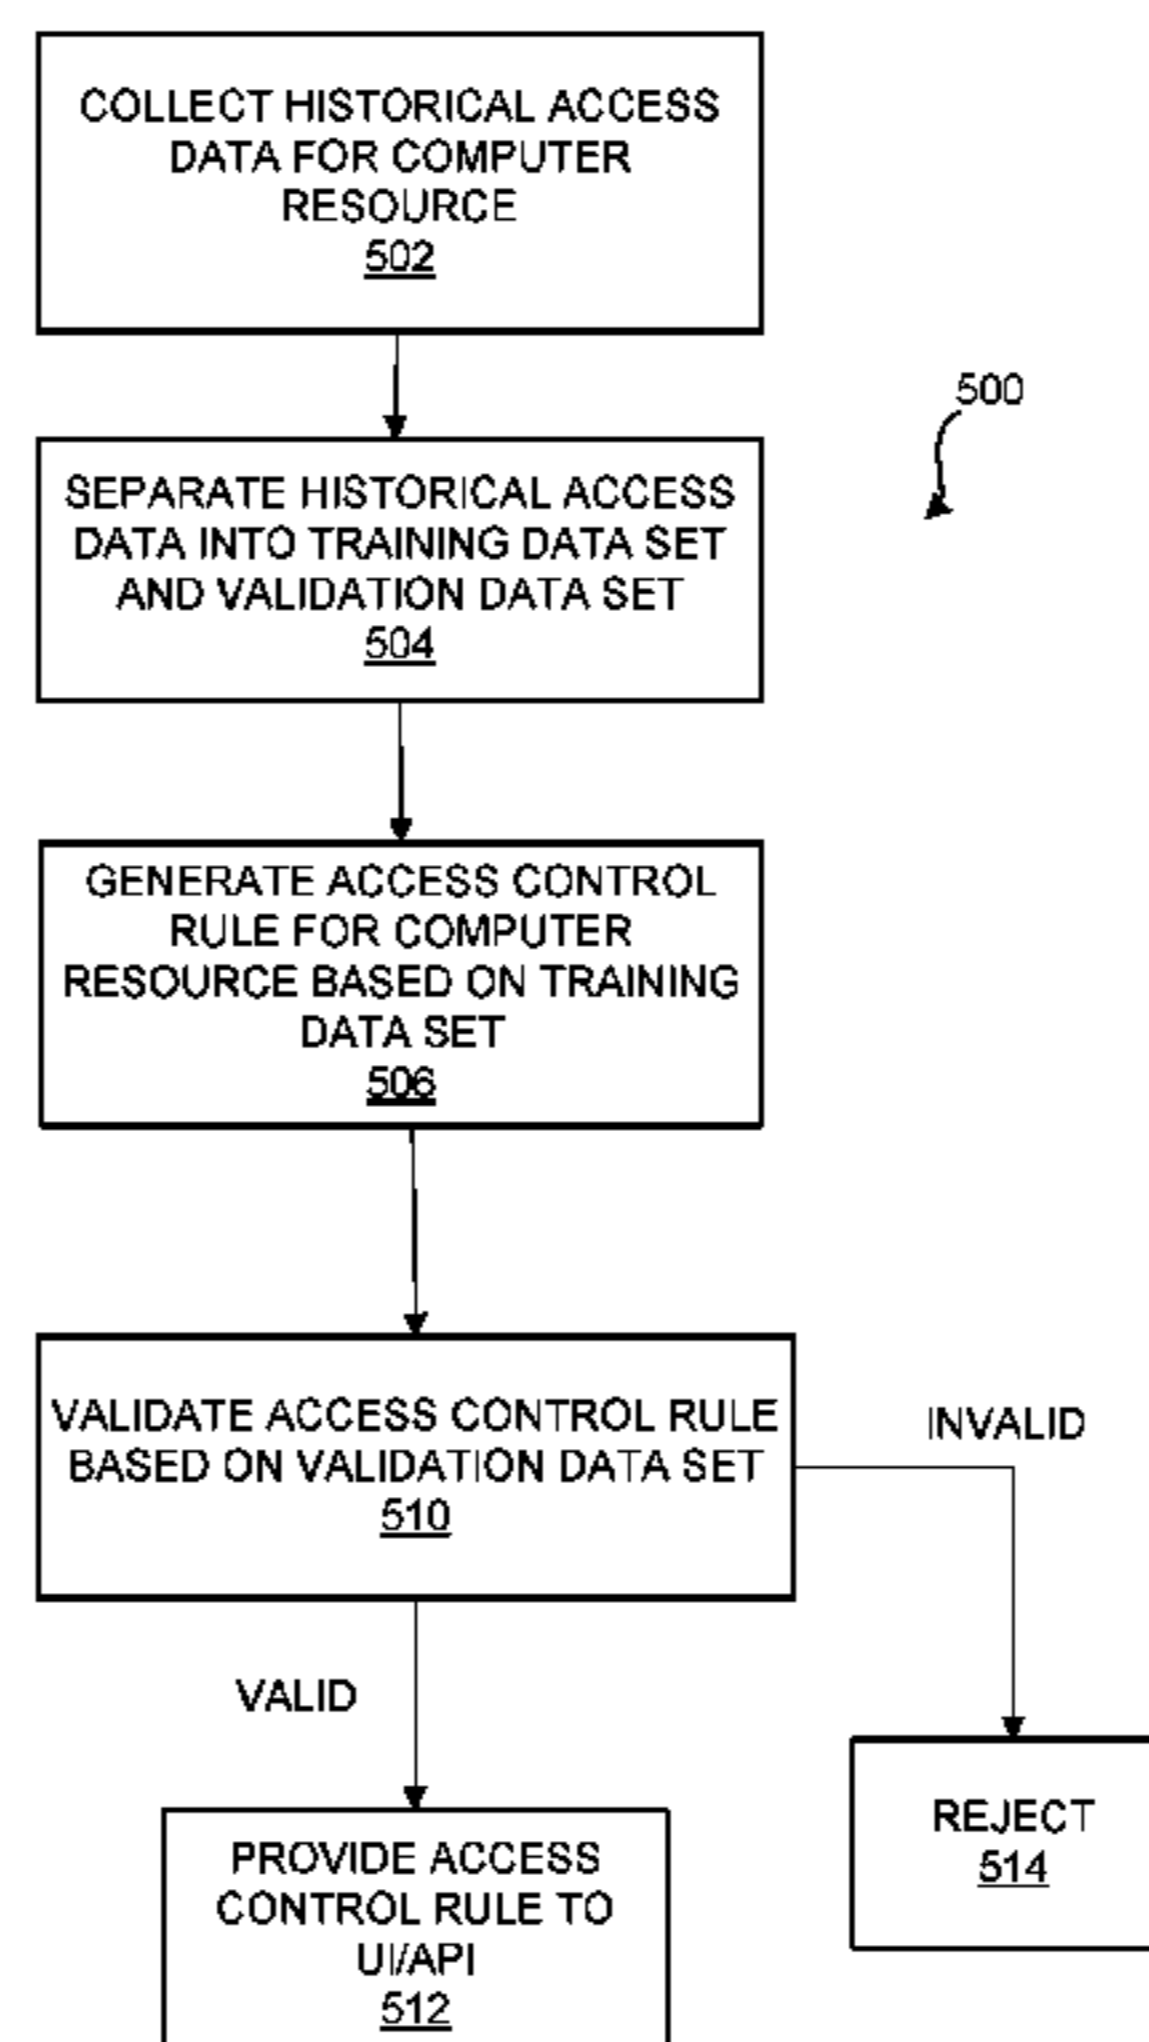 COLLECT HISTORICAL ACCESS
DATA FOR COMPUTER
RESOURCE
502
500
SEPARATE HISTORICAL ACCESS
DATA INTO TRAINING DATA SET
AND VALIDATION DATA SET
504
GENERATE ACCESS CONTROL
RULE FOR COMPUTER
RESOURCE BASED ON TRAINING
DATA SET
506
VALIDATE ACCESS CONTROL RULE
BASED ON VALIDATION DATA SET
510
INVALID
VALID
REJECT
514
PROVIDE ACCESS
CONTROL RULE TO
UI/API
512